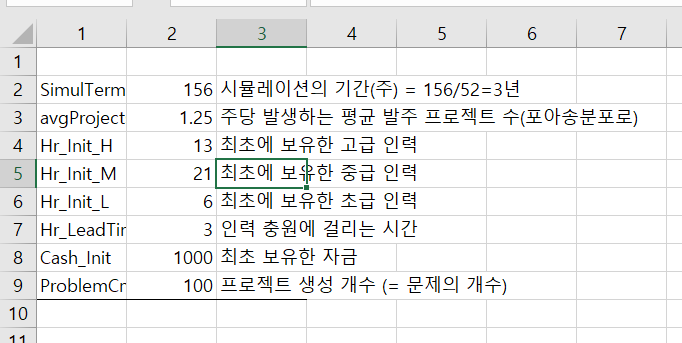 1 2 3 4 5 6 7
1
2 SimulTerm 156 시뮬레이션의 기간(주) = 156/52=3년
3 avgProject 1.25 주당 발생하는 평균 발주 프로젝트 수(포아송분포로)
4 Hr_Init_H 13 최초에 보유한 고급 인력
5 Hr_Init_M 21 최초에 보유한 중급 인력
6 Hr_Init_L 6 최초에 보유한 초급 인력
7 Hr_LeadTin 3 인력 충원에 걸리는 시간
8 Cash_Init 1000 최초 보유한 자금
9 ProblemCn 100 프로젝트 생성 개수 (= 문제의 개수)
10
11